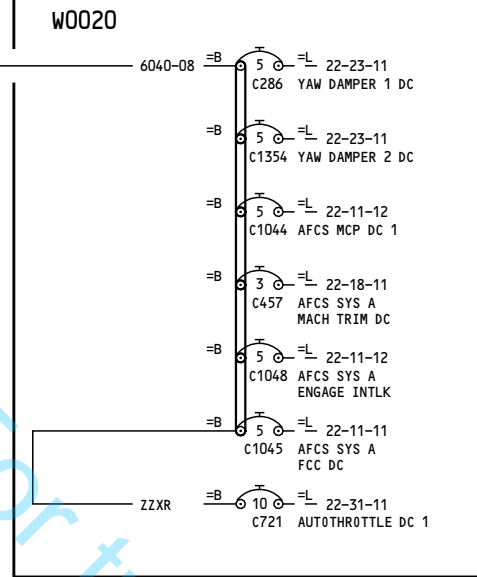 W0020
6040-08 =B 5 =L 22-23-11
C286 YAW DAMPER 1 DC
=B 5 =L 22-23-11
C1354 YAW DAMPER 2 DC
=B 5 =L 22-11-12
C1044 AFCS MCP DC 1
=B 3 =L 22-18-11
C457 AFCS SYS A
MACH TRIM DC
=B 5 =L 22-11-12
C1048 AFCS SYS A
ENGAGE INTLK
=B 5 =L 22-11-11
C1045 AFCS SYS A
FCC DC
ZZXR =B 10 =L 22-31-11
C721 AUTOTHROTTLE DC 1